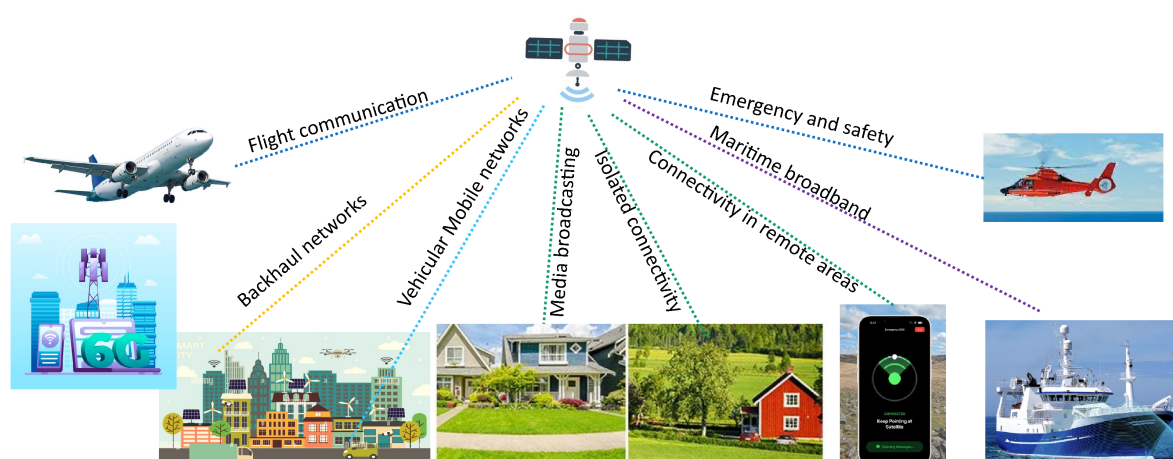 Flight communication
Backhaul networks
Vehicular Mobile networks
Media broadcasting
Isolated connectivity
Connectivity in remote areas
Maritime broadband
Emergency and safety
6G
CONNECTED
Keep Pointing at
Satellite